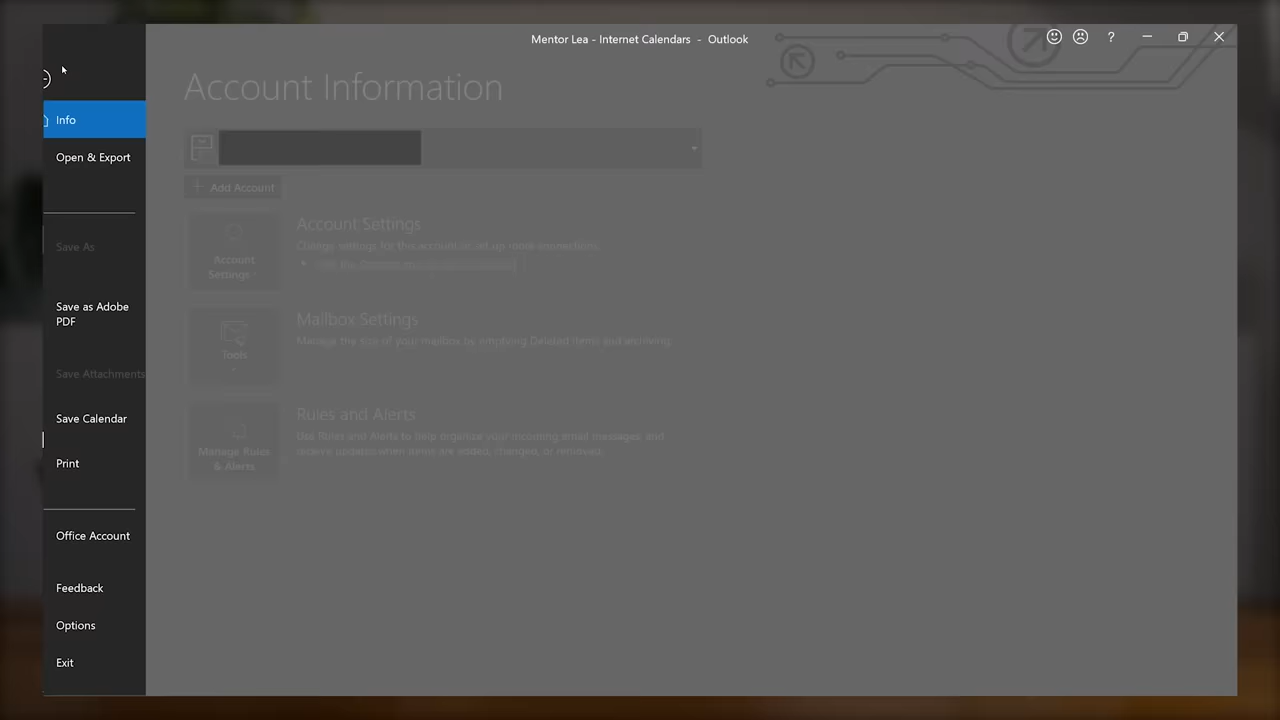 Mentor Lea - Internet Calendars - Outlook
?
Account Information
Info
Open & Export
+ Add Account
Save As
Save as Adobe
PDF
Save Attachments
Save Calendar
Print
Office Account
Feedback
Options
Exit
Account
Settings
Account Settings
Change settings for this account or set up more connections.
Tools
Mailbox Settings
Manage the size of your mailbox by emptying Deleted Items and archiving.
Manage Rules
& Alerts
Rules and Alerts
Use Rules and Alerts to help organize your incoming email messages, and
receive updates when items are added, changed, or removed.